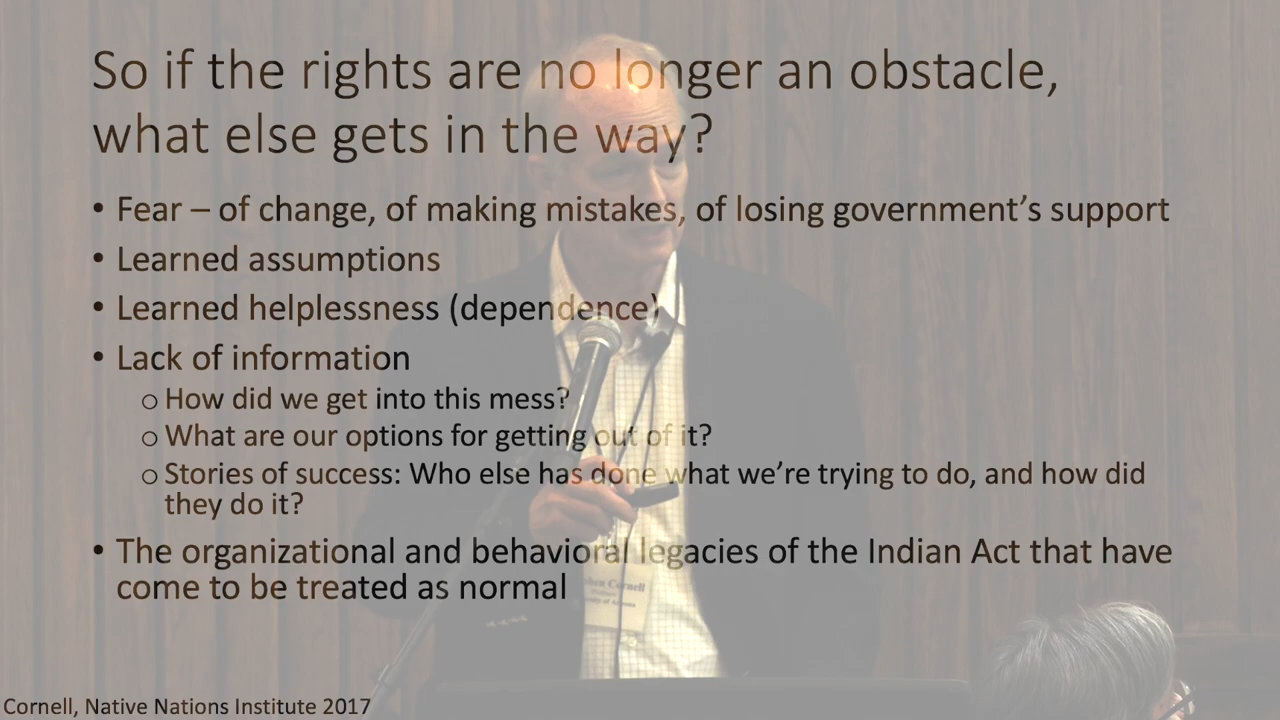 So if the rights are no longer an obstacle,
what else gets in the way?
• Fear – of change, of making mistakes, of losing government’s support
• Learned assumptions
• Learned helplessness (dependence)
• Lack of information
o How did we get into this mess?
o What are our options for getting out of it?
o Stories of success: Who else has done what we’re trying to do, and how did
they do it?
• The organizational and behavioral legacies of the Indian Act that have
come to be treated as normal
Cornell
Cornell, Native Nations Institute 2017